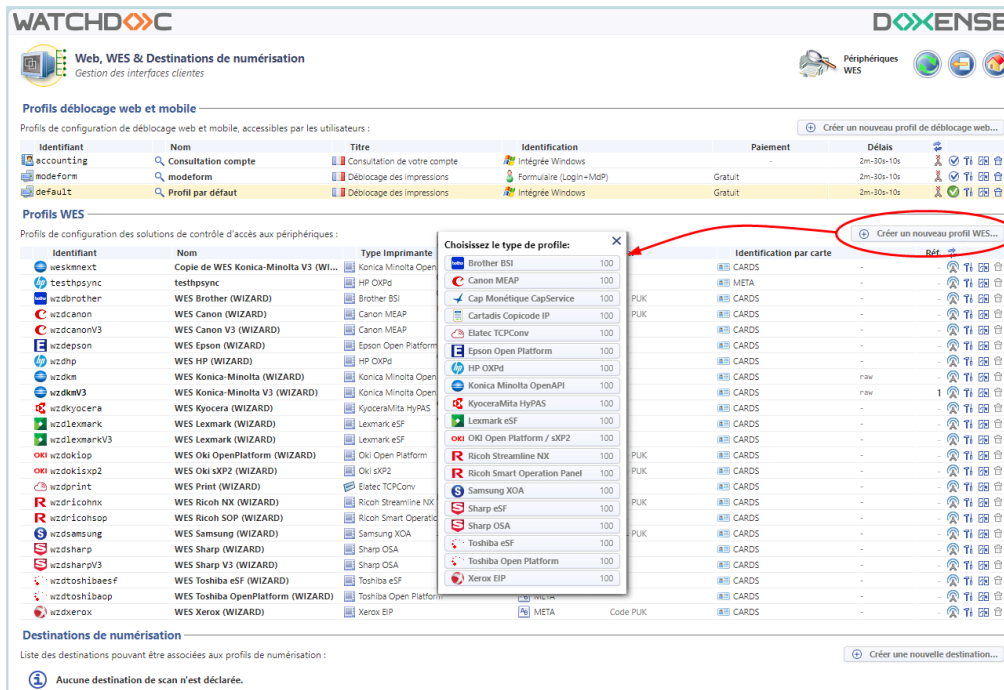 WATCHDOC
DOXENSE
Web, WES & Destinations de numérisation
Gestion des interfaces clientes
Périphériques
WES
Profils déblocage web et mobile
Profils de configuration de déblocage web et mobile, accessibles par les utilisateurs :
Créer un nouveau profil de déblocage web...
Identifiant Nom Titre Identification Paiement Délais
accounting Consultation compte Consultation de votre compte Intégrée Windows - 2m-30s-10s
modeform modeform Déblocage des impressions Formulaire (Login+MdP) Gratuit 2m-30s-10s
default Profil par défaut Déblocage des impressions Intégrée Windows Gratuit 2m-30s-10s
Profils WES
Profils de configuration des solutions de contrôle d'accès aux périphériques :
Créer un nouveau profil WES...
Identifiant Nom Type Imprimante Identification par carte Réf.
weskmnext Copie de WES Konica-Minolta V3 (WI... Konica Minolta Open CARDS - -
testhpsync testhpsync HP OXPd META - -
wzdbrother WES Brother (WIZARD) Brother BSI PUK CARDS - -
wzdcanon WES Canon (WIZARD) Canon MEAP PUK CARDS - -
wzdcanonV3 WES Canon V3 (WIZARD) Canon MEAP CARDS - -
wzdepson WES Epson (WIZARD) Epson Open Platform CARDS - -
wzdhp WES HP (WIZARD) HP OXPd CARDS - -
wzdkm WES Konica-Minolta (WIZARD) Konica Minolta Open CARDS raw -
wzdkmV3 WES Konica-Minolta V3 (WIZARD) Konica Minolta Open CARDS raw 1
wzdkyocera WES Kyocera (WIZARD) KyoceraMita HyPAS CARDS - -
wzdlexmark WES Lexmark (WIZARD) Lexmark eSF CARDS - -
wzdlexmarkV3 WES Lexmark (WIZARD) Lexmark eSF CARDS - -
OKI wzdokiop WES Oki OpenPlatform (WIZARD) Oki Open Platform PUK CARDS - -
OKI wzdokisxp2 WES Oki sXP2 (WIZARD) Oki sXP2 PUK CARDS - -
wzdprint WES Print (WIZARD) Elatec TCPConv CARDS - -
wzdricohnx WES Ricoh NX (WIZARD) Ricoh Streamline NX PUK CARDS - -
wzdricohsop WES Ricoh SOP (WIZARD) Ricoh Smart Operatic CARDS - -
wzdsamsung WES Samsung (WIZARD) Samsung XOA PUK CARDS - -
wzdsharp WES Sharp (WIZARD) Sharp OSA CARDS - -
wzdsharpV3 WES Sharp V3 (WIZARD) Sharp OSA CARDS - -
wzdtoshibaesf WES Toshiba eSF (WIZARD) Toshiba eSF CARDS - -
wzdtoshibaop WES Toshiba OpenPlatform (WIZARD) Toshiba Open Platform META CARDS - -
wzdxerox WES Xerox (WIZARD) Xerox EIP META Code PUK CARDS - -
Choisissez le type de profile:
Brother BSI 100
Canon MEAP 100
Cap Monétique CapService 100
Cartadis Copicode IP 100
Elatec TCPConv 100
Epson Open Platform 100
HP OXPd 100
Konica Minolta OpenAPI 100
KyoceraMita HyPAS 100
Lexmark eSF 100
OKI OKI Open Platform / sXP2 100
Ricoh Streamline NX 100
Ricoh Smart Operation Panel 100
Samsung XOA 100
Sharp eSF 100
Sharp OSA 100
Toshiba eSF 100
Toshiba Open Platform 100
Xerox EIP 100
Destinations de numérisation
Liste des destinations pouvant être associées aux profils de numérisation :
Créer une nouvelle destination...
Aucune destination de scan n'est déclarée.